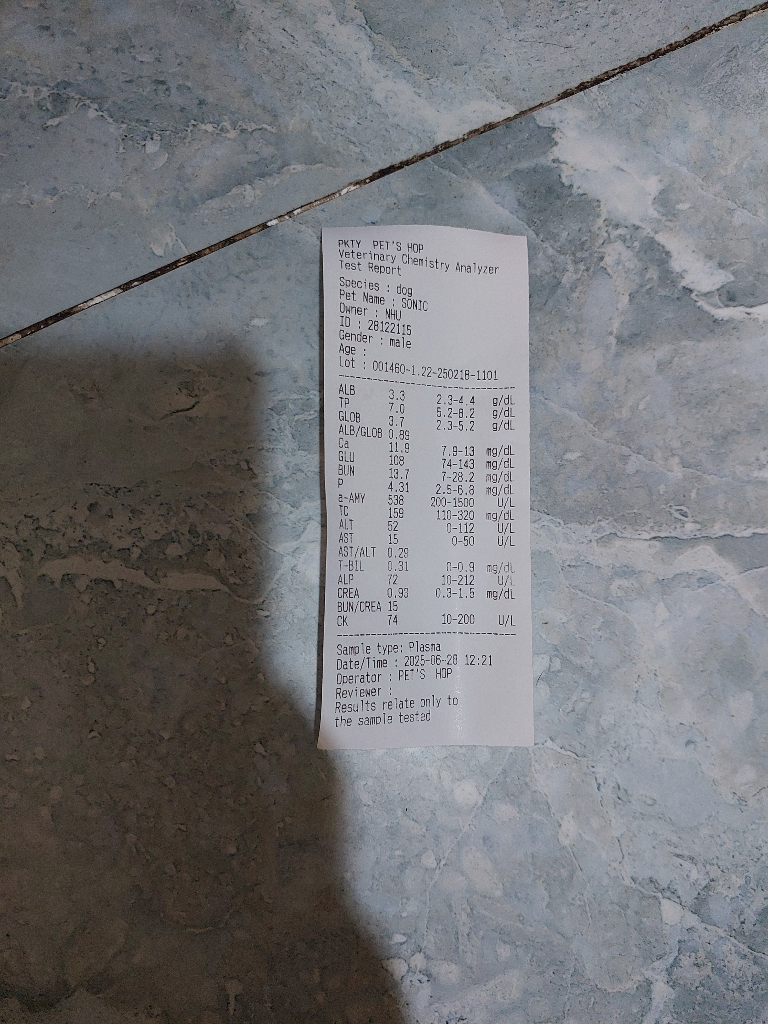 PKTY PET'S HOP
Veterinary Chemistry Analyzer
Test Report
Species : dog
Pet Name : SONIC
Owner : NHU
ID : 28122115
Gender : male
Age :
Lot : 001460-1.22-250218-1101
ALB 3.3 2.3-4.4 g/dL
TP 7.0 5.2-8.2 g/dL
GLOB 3.7 2.3-5.2 g/dL
ALB/GLOB 0.89
Ca 11.9 7.9-13 mg/dL
GLU 108 74-143 mg/dL
BUN 13.7 7-28.2 mg/dL
P 4.31 2.5-6.8 mg/dL
a-AMY 538 200-1500 U/L
TC 159 110-320 mg/dL
ALT 52 0-112 U/L
AST 15 0-50 U/L
AST/ALT 0.29
T-BIL 0.31 0-0.9 mg/dL
ALP 72 10-212 U/L
CREA 0.93 0.3-1.5 mg/dL
BUN/CREA 15
CK 74 10-200 U/L
Sample type: Plasma
Date/Time : 2025-06-28 12:21
Operator : PET'S HOP
Reviewer :
Results relate only to
the sample tested